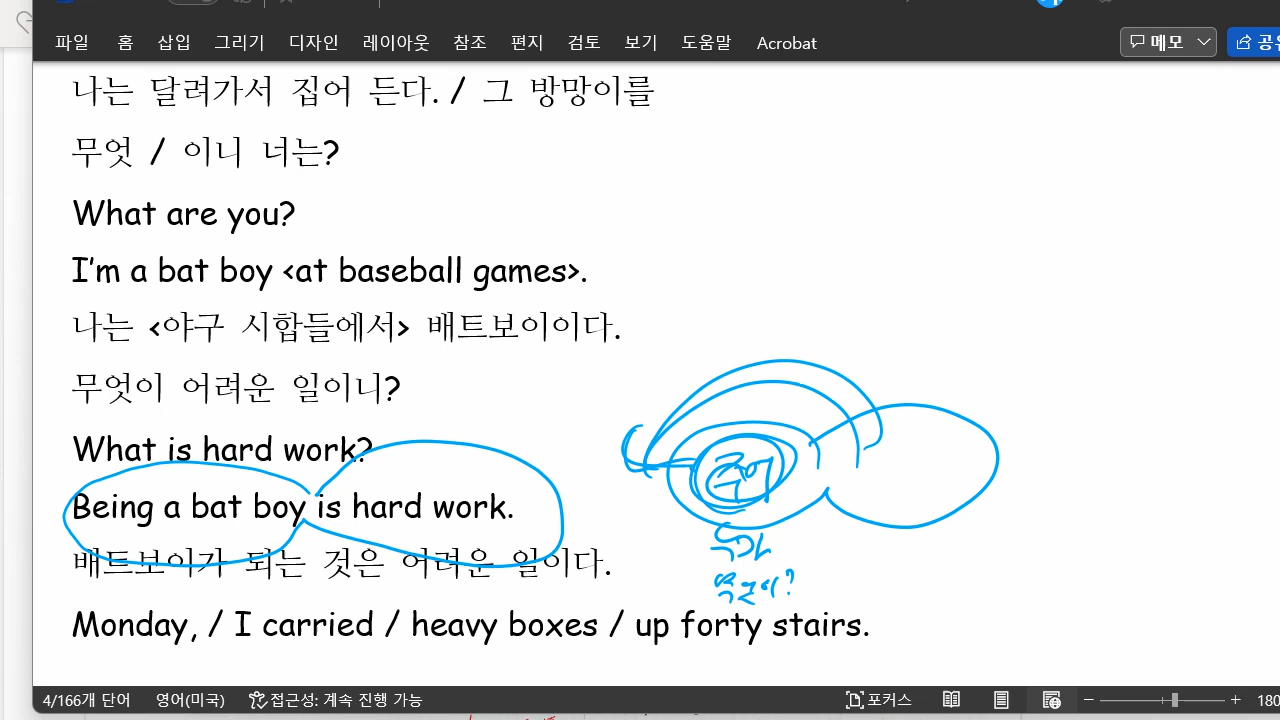 파일 홈 삽입 그리기 디자인 레이아웃 참조 편지 검토 보기 도움말 Acrobat 메모
나는 달려가서 집어 든다. / 그 방망이를
무엇 / 이니 너는?
What are you?
I'm a bat boy <at baseball games>.
나는 <야구 시합들에서> 배트보이이다.
무엇이 어려운 일이니?
What is hard work?
주어
Being a bat boy is hard work.
누가
무엇이?
배트보이가 되는 것은 어려운 일이다.
Monday, / I carried / heavy boxes / up forty stairs.
4/166개 단어 영어(미국) 접근성: 계속 진행 가능 포커스